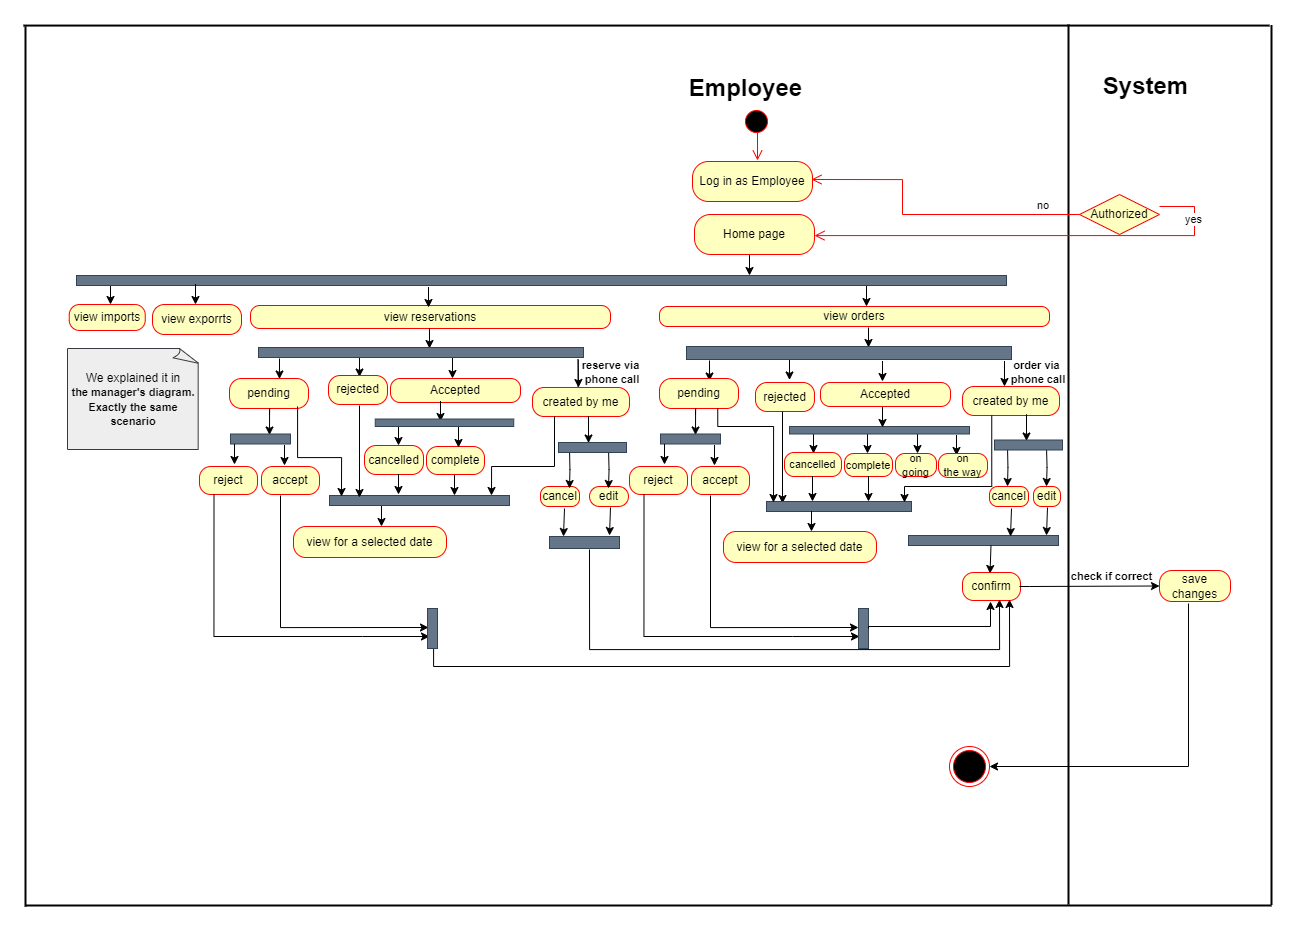 Employee
System
Log in as Employee
no
Authorized
yes
Home page
view imports
view exporrts
view reservations
view orders
We explained it in
the manager's diagram.
Exactly the same
scenario
pending
rejected
Accepted
reserve via
phone call
created by me
cancelled
complete
reject
accept
cancel
edit
view for a selected date
pending
rejected
Accepted
order via
phone call
created by me
cancelled
complete
on
going
on
the way
reject
accept
cancel
edit
view for a selected date
confirm
check if correct
save
changes